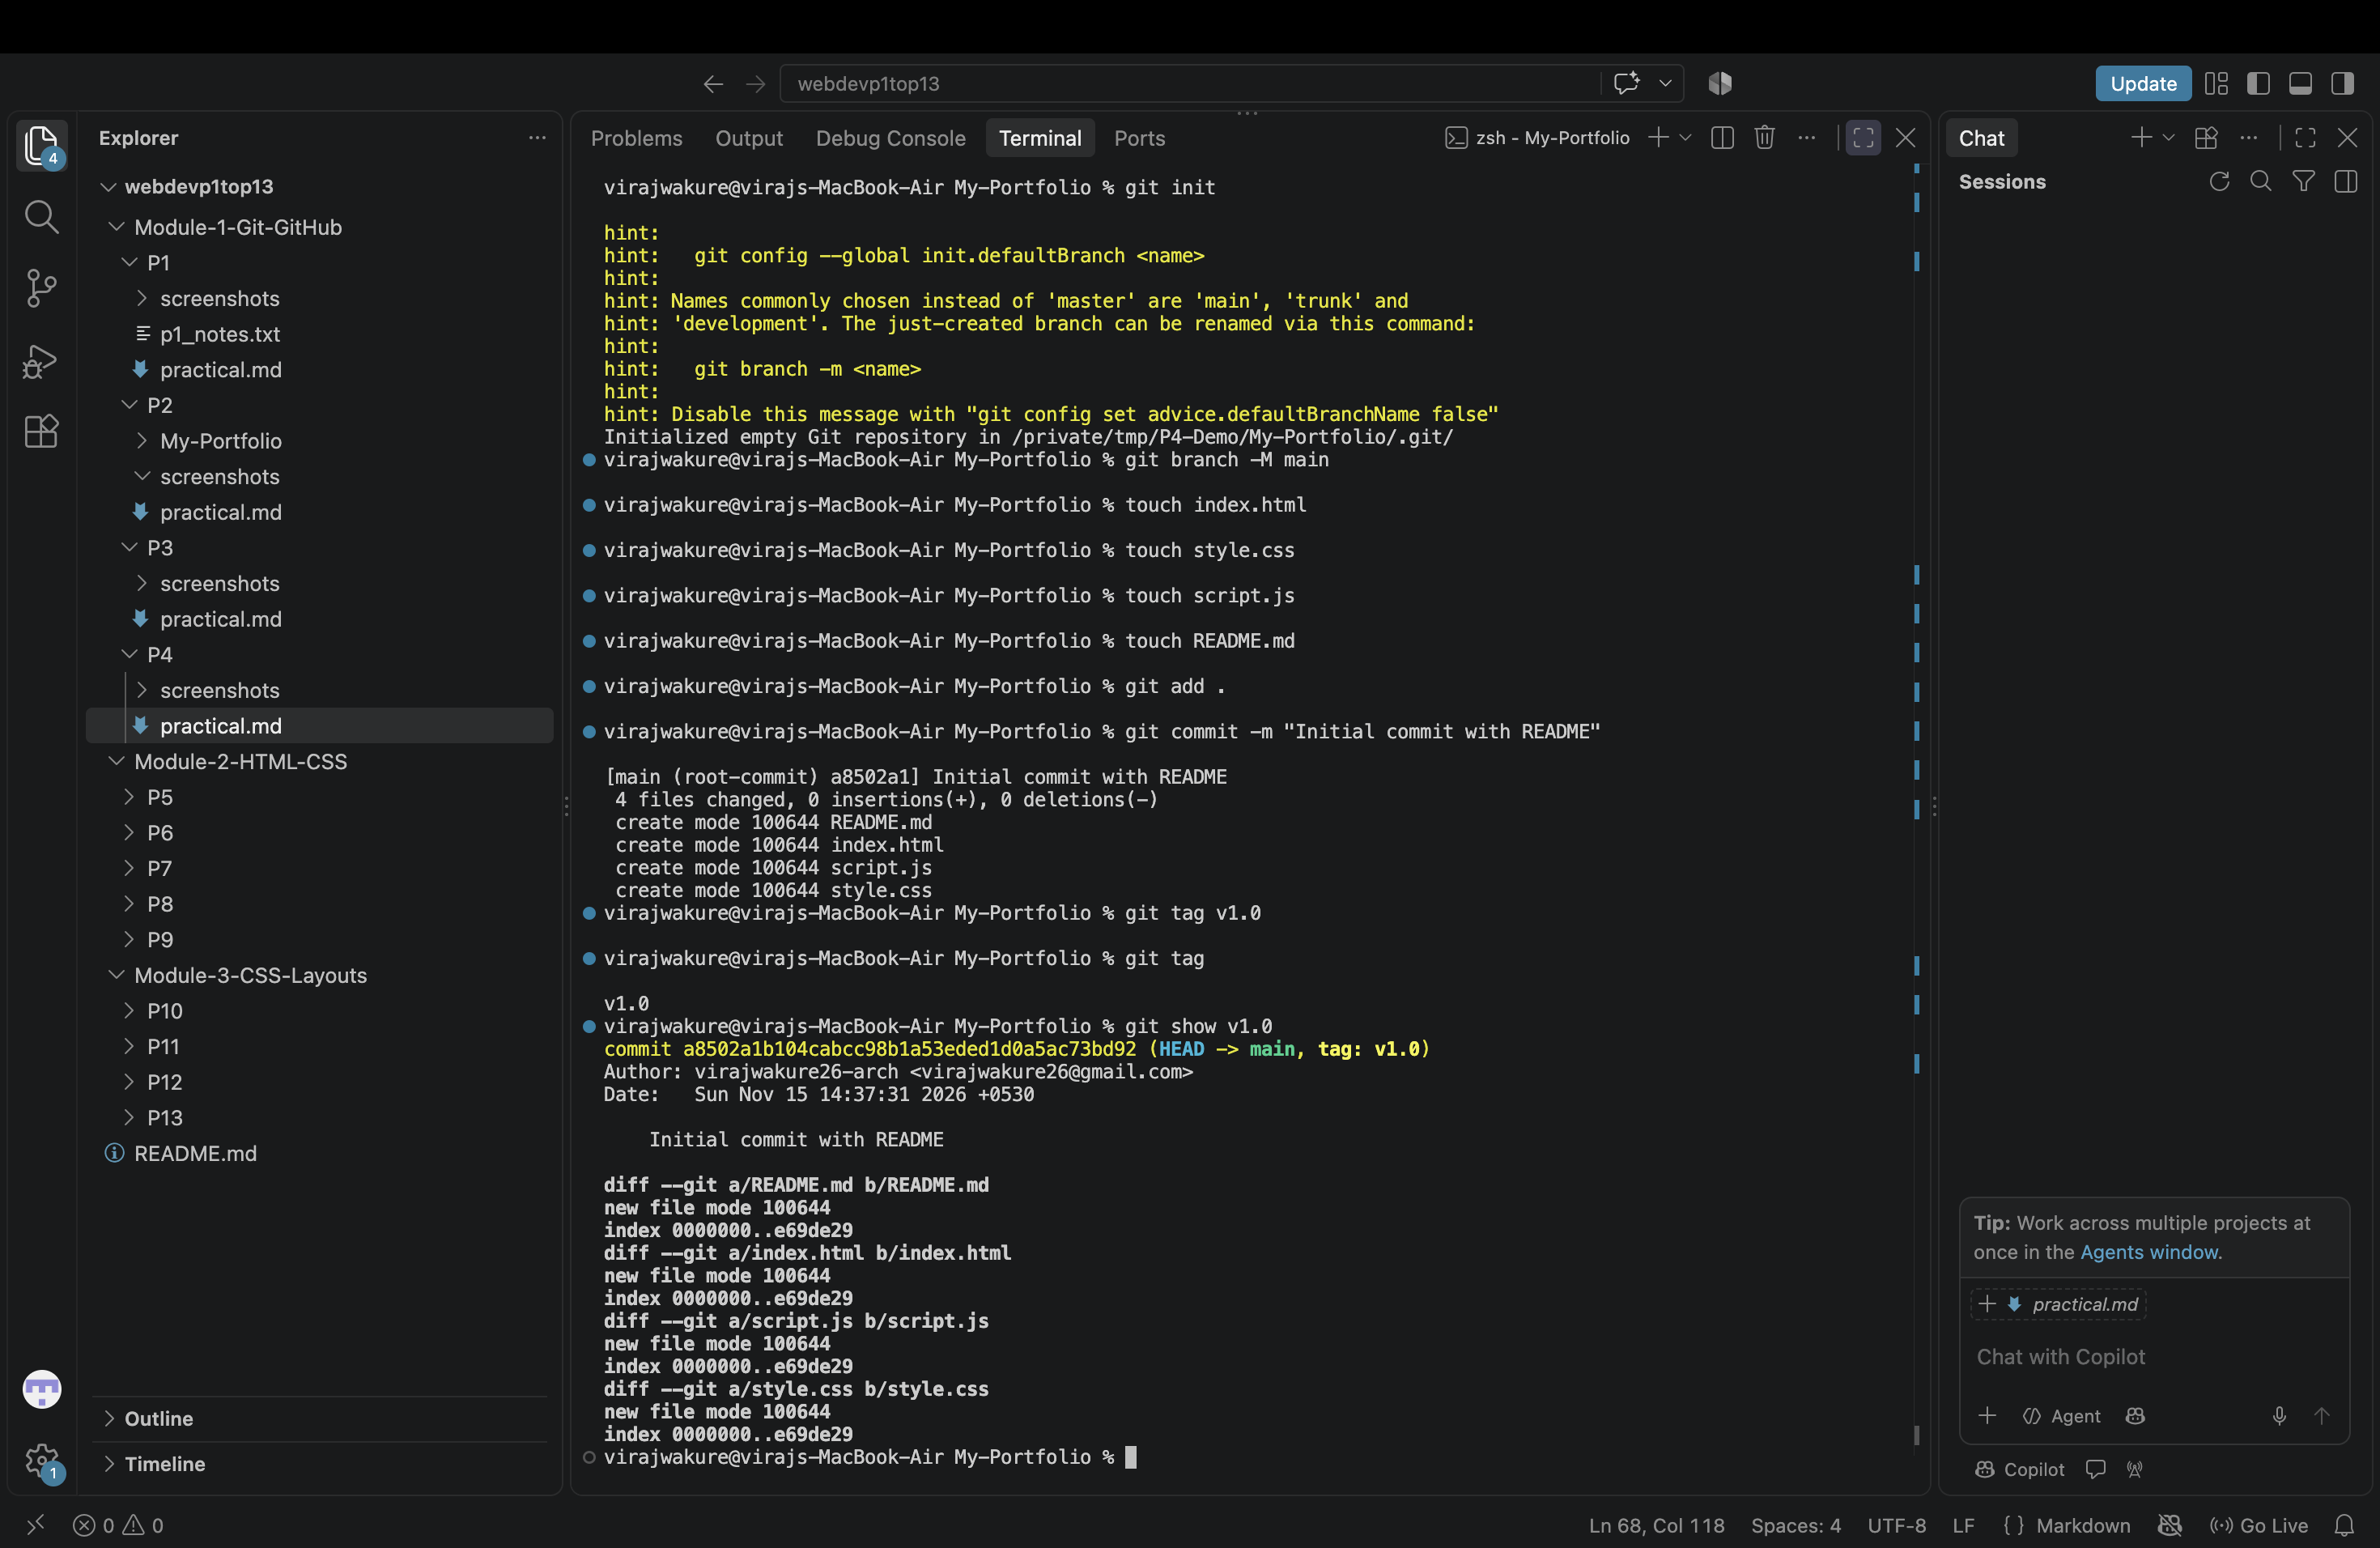 webdevp1top13
Update
Explorer
4
webdevp1top13
Module-1-Git-GitHub
P1
screenshots
p1_notes.txt
practical.md
P2
My-Portfolio
screenshots
practical.md
P3
screenshots
practical.md
P4
screenshots
practical.md
Module-2-HTML-CSS
P5
P6
P7
P8
P9
Module-3-CSS-Layouts
P10
P11
P12
P13
README.md
Outline
Timeline
1
Problems Output Debug Console Terminal Ports
zsh - My-Portfolio
virajwakure@virajs-MacBook-Air My-Portfolio % git init
hint:
hint:   git config --global init.defaultBranch <name>
hint:
hint: Names commonly chosen instead of 'master' are 'main', 'trunk' and
hint: 'development'. The just-created branch can be renamed via this command:
hint:
hint:   git branch -m <name>
hint:
hint: Disable this message with "git config set advice.defaultBranchName false"
Initialized empty Git repository in /private/tmp/P4-Demo/My-Portfolio/.git/
virajwakure@virajs-MacBook-Air My-Portfolio % git branch -M main
virajwakure@virajs-MacBook-Air My-Portfolio % touch index.html
virajwakure@virajs-MacBook-Air My-Portfolio % touch style.css
virajwakure@virajs-MacBook-Air My-Portfolio % touch script.js
virajwakure@virajs-MacBook-Air My-Portfolio % touch README.md
virajwakure@virajs-MacBook-Air My-Portfolio % git add .
virajwakure@virajs-MacBook-Air My-Portfolio % git commit -m "Initial commit with README"
[main (root-commit) a8502a1] Initial commit with README
 4 files changed, 0 insertions(+), 0 deletions(-)
 create mode 100644 README.md
 create mode 100644 index.html
 create mode 100644 script.js
 create mode 100644 style.css
virajwakure@virajs-MacBook-Air My-Portfolio % git tag v1.0
virajwakure@virajs-MacBook-Air My-Portfolio % git tag
v1.0
virajwakure@virajs-MacBook-Air My-Portfolio % git show v1.0
commit a8502a1b104cabcc98b1a53eded1d0a5ac73bd92 (HEAD -> main, tag: v1.0)
Author: virajwakure26-arch <virajwakure26@gmail.com>
Date:   Sun Nov 15 14:37:31 2026 +0530
    Initial commit with README
diff --git a/README.md b/README.md
new file mode 100644
index 0000000..e69de29
diff --git a/index.html b/index.html
new file mode 100644
index 0000000..e69de29
diff --git a/script.js b/script.js
new file mode 100644
index 0000000..e69de29
diff --git a/style.css b/style.css
new file mode 100644
index 0000000..e69de29
virajwakure@virajs-MacBook-Air My-Portfolio %
Chat
Sessions
Tip: Work across multiple projects at
once in the Agents window.
practical.md
Chat with Copilot
Agent
Copilot
0 0
Ln 68, Col 118 Spaces: 4 UTF-8 LF { } Markdown Go Live